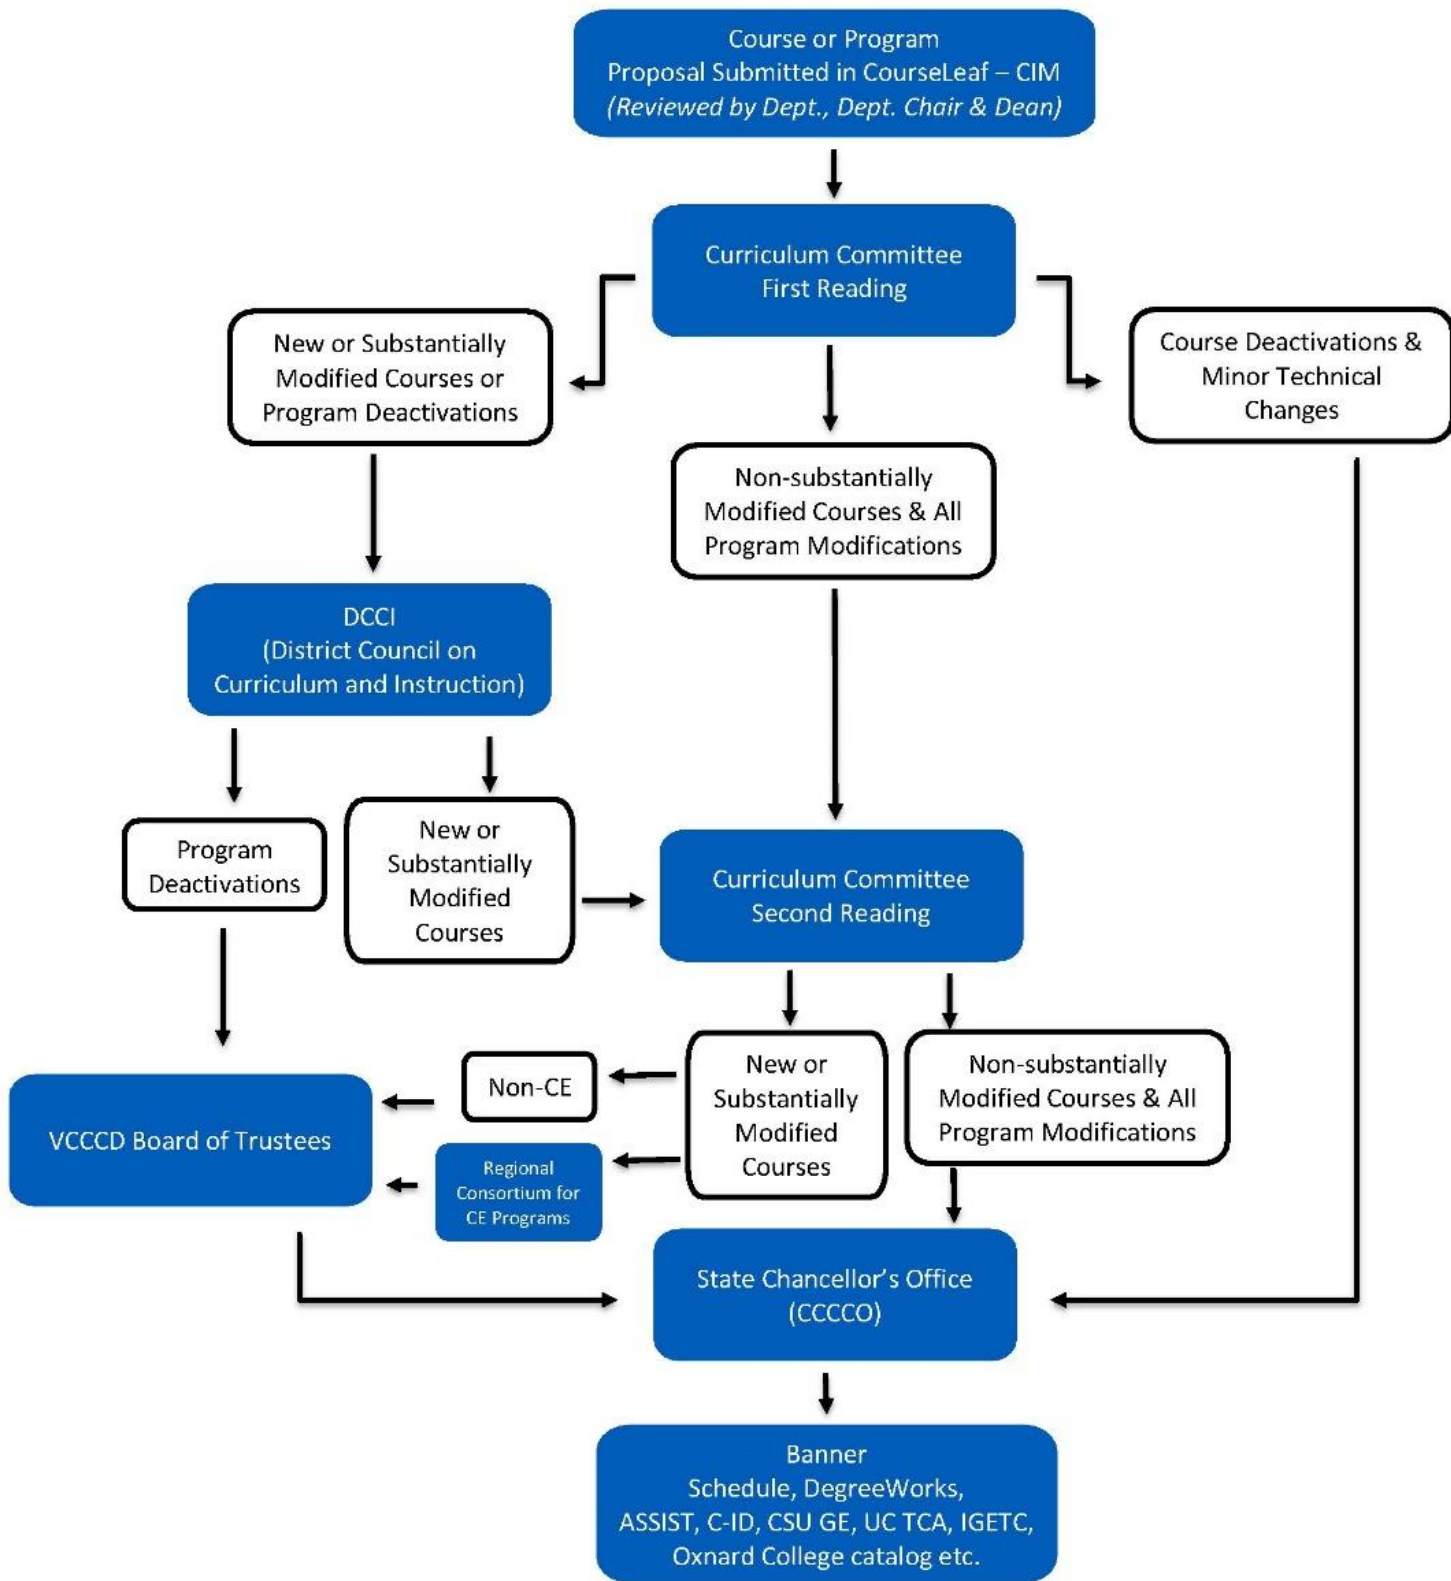 Course or Program
Proposal Submitted in CourseLeaf – CIM
(Reviewed by Dept., Dept. Chair & Dean)
Curriculum Committee
First Reading
New or Substantially
Modified Courses or
Program Deactivations
Course Deactivations &
Minor Technical
Changes
Non-substantially
Modified Courses & All
Program Modifications
DCCI
(District Council on
Curriculum and Instruction)
Program
Deactivations
New or
Substantially
Modified
Courses
Curriculum Committee
Second Reading
Non-CE
New or
Substantially
Modified
Courses
Non-substantially
Modified Courses & All
Program Modifications
VCCCD Board of Trustees
Regional
Consortium for
CE Programs
State Chancellor’s Office
(CCCCO)
Banner
Schedule, DegreeWorks,
ASSIST, C-ID, CSU GE, UC TCA, IGETC,
Oxnard College catalog etc.